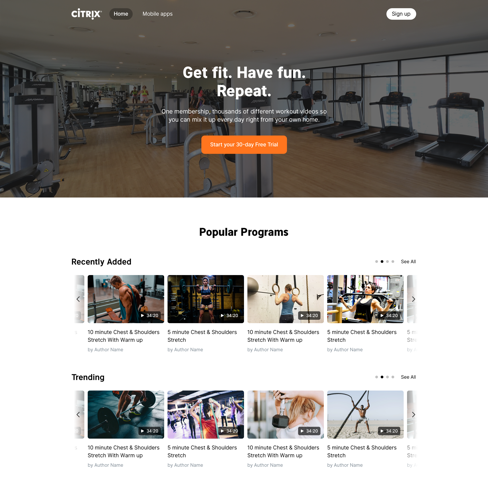 CİTRIX
Home
Mobile apps
Sign up
Get fit. Have fun.
Repeat.
One membership, thousands of different workout videos so
you can mix it up every day right from your own home.
Start your 30-day Free Trial
Popular Programs
Recently Added
See All
34:20
34:20
34:20
34:20
10 minute Chest & Shoulders
Stretch With Warm up
by Author Name
5 minute Chest & Shoulders
Stretch
by Author Name
10 minute Chest & Shoulders
Stretch With Warm up
by Author Name
5 minute Chest & Shoulders
Stretch
by Author Name
Trending
See All
34:20
34:20
34:20
34:20
10 minute Chest & Shoulders
Stretch With Warm up
by Author Name
5 minute Chest & Shoulders
Stretch
by Author Name
10 minute Chest & Shoulders
Stretch With Warm up
by Author Name
5 minute Chest & Shoulders
Stretch
by Author Name